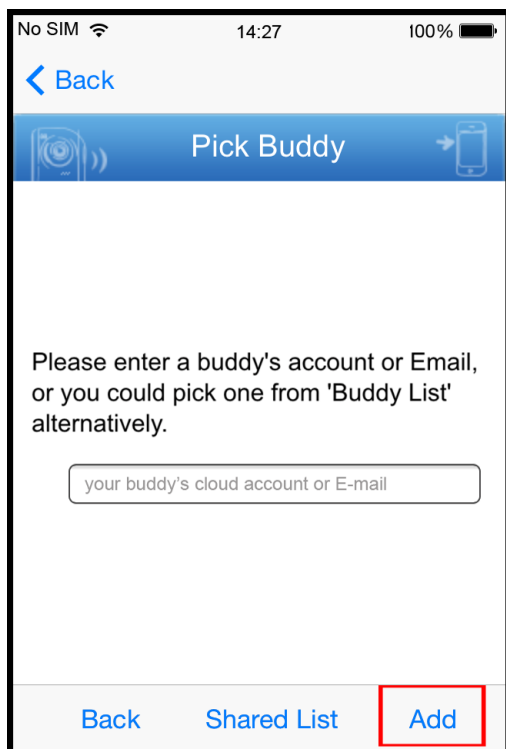 No SIM 14:27 100%
Back
Pick Buddy
Please enter a buddy's account or Email,
or you could pick one from 'Buddy List'
alternatively.
your buddy's cloud account or E-mail
Back Shared List Add